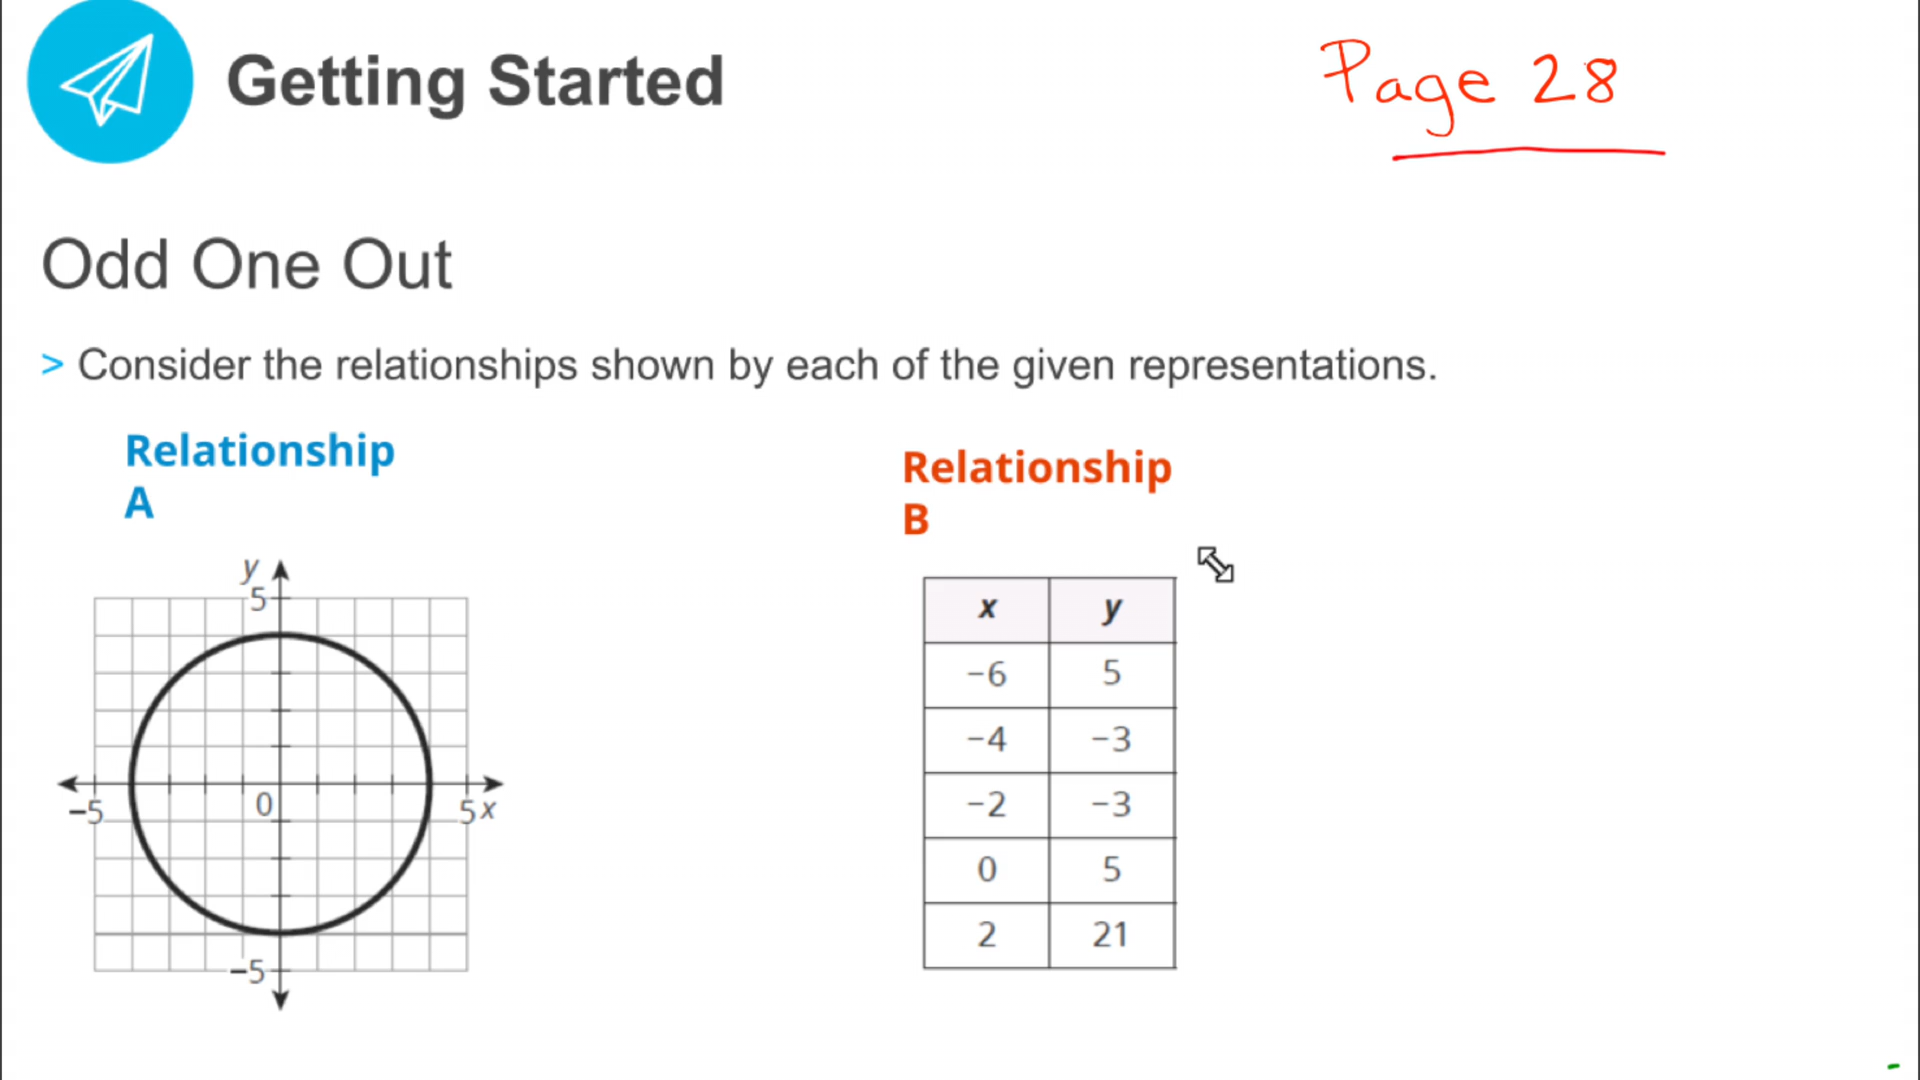 Getting Started
Page 28
Odd One Out
> Consider the relationships shown by each of the given representations.
Relationship
A
y
5
-5
0
5 x
-5
Relationship
B
x y
-6 5
-4 -3
-2 -3
0 5
2 21